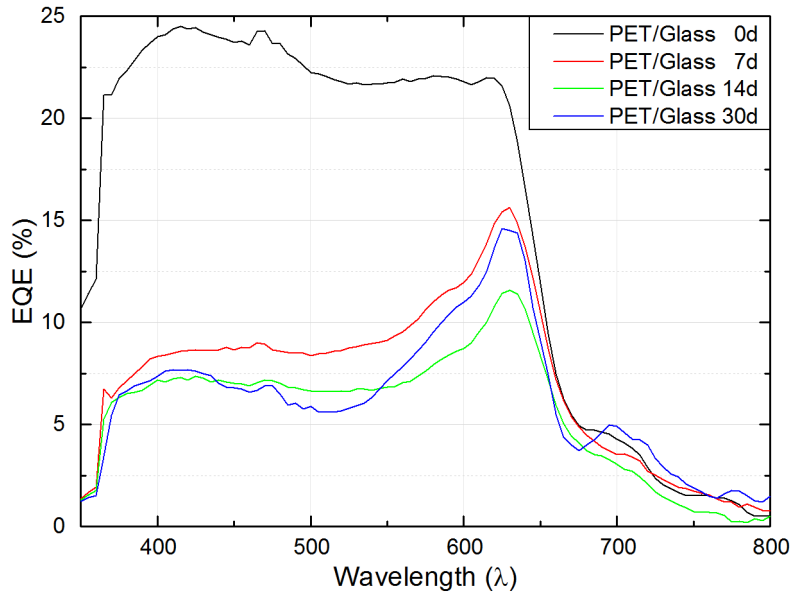 25
20
15
10
5
0
EQE (%)
PET/Glass 0d
PET/Glass 7d
PET/Glass 14d
PET/Glass 30d
400 500 600 700 800
Wavelength (λ)